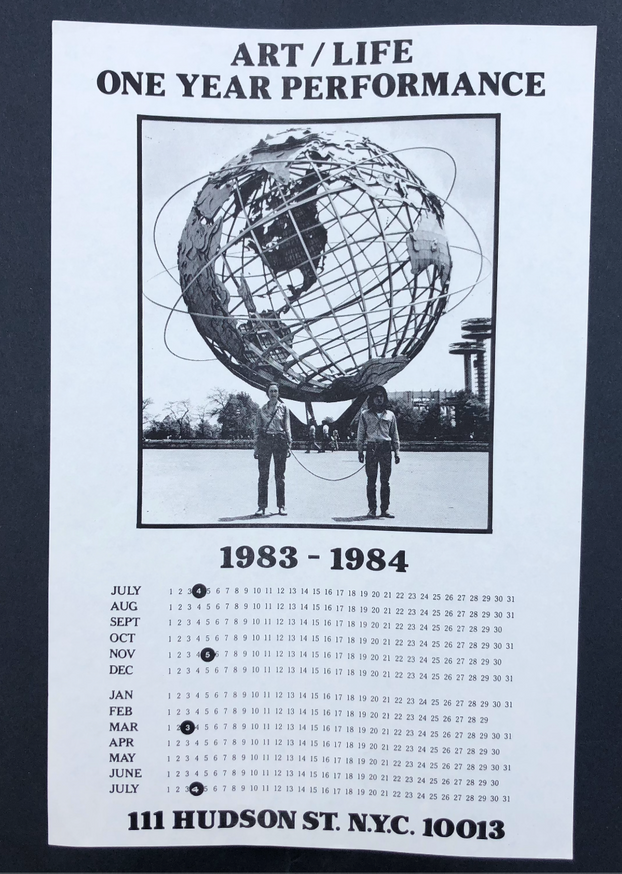 ART / LIFE
ONE YEAR PERFORMANCE
1983 - 1984
JULY 1 2 3 4 5 6 7 8 9 10 11 12 13 14 15 16 17 18 19 20 21 22 23 24 25 26 27 28 29 30 31
AUG 1 2 3 4 5 6 7 8 9 10 11 12 13 14 15 16 17 18 19 20 21 22 23 24 25 26 27 28 29 30 31
SEPT 1 2 3 4 5 6 7 8 9 10 11 12 13 14 15 16 17 18 19 20 21 22 23 24 25 26 27 28 29 30
OCT 1 2 3 4 5 6 7 8 9 10 11 12 13 14 15 16 17 18 19 20 21 22 23 24 25 26 27 28 29 30 31
NOV 1 2 3 4 5 6 7 8 9 10 11 12 13 14 15 16 17 18 19 20 21 22 23 24 25 26 27 28 29 30
DEC 1 2 3 4 5 6 7 8 9 10 11 12 13 14 15 16 17 18 19 20 21 22 23 24 25 26 27 28 29 30 31
JAN 1 2 3 4 5 6 7 8 9 10 11 12 13 14 15 16 17 18 19 20 21 22 23 24 25 26 27 28 29 30 31
FEB 1 2 3 4 5 6 7 8 9 10 11 12 13 14 15 16 17 18 19 20 21 22 23 24 25 26 27 28 29
MAR 1 2 3 4 5 6 7 8 9 10 11 12 13 14 15 16 17 18 19 20 21 22 23 24 25 26 27 28 29 30 31
APR 1 2 3 4 5 6 7 8 9 10 11 12 13 14 15 16 17 18 19 20 21 22 23 24 25 26 27 28 29 30
MAY 1 2 3 4 5 6 7 8 9 10 11 12 13 14 15 16 17 18 19 20 21 22 23 24 25 26 27 28 29 30 31
JUNE 1 2 3 4 5 6 7 8 9 10 11 12 13 14 15 16 17 18 19 20 21 22 23 24 25 26 27 28 29 30
JULY 1 2 3 4 5 6 7 8 9 10 11 12 13 14 15 16 17 18 19 20 21 22 23 24 25 26 27 28 29 30 31
111 HUDSON ST. N.Y.C. 10013